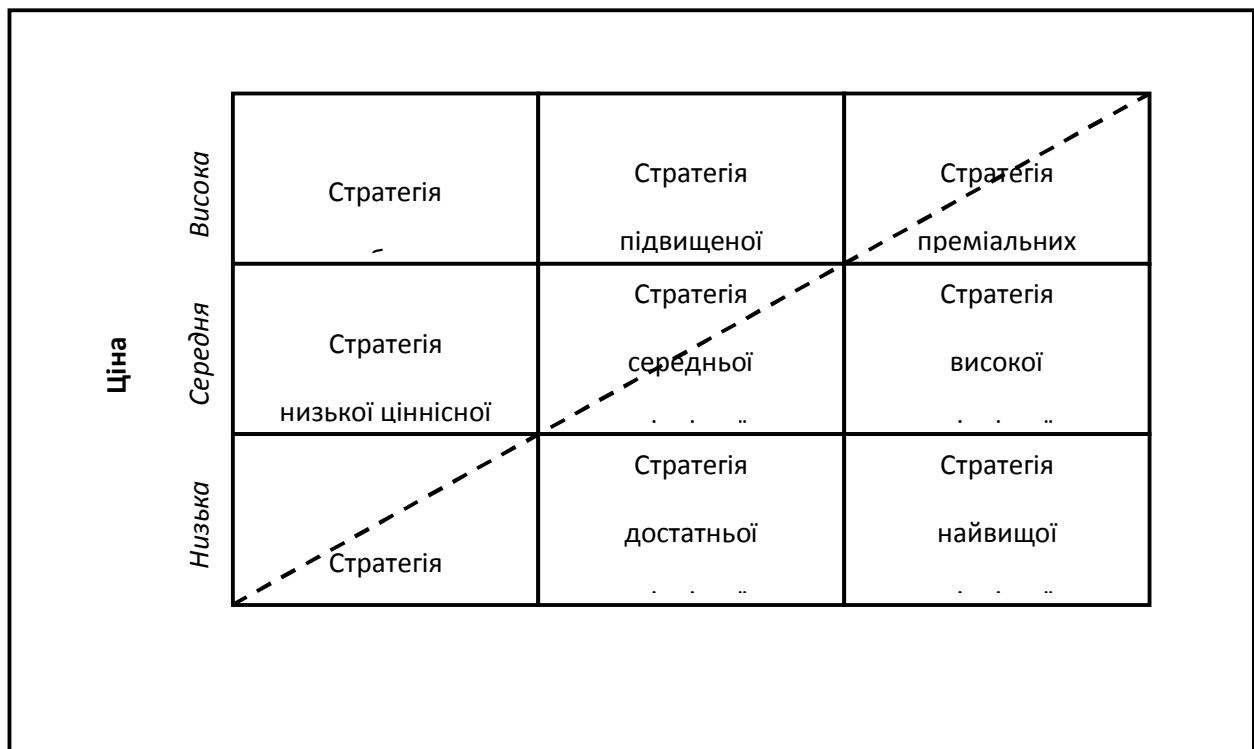 Ціна
Висока
Стратегія
Стратегія
підвищеної
Стратегія
преміальних
Середня
Стратегія
низької ціннісної
Стратегія
середньої
Стратегія
високої
Низька
Стратегія
Стратегія
достатньої
Стратегія
найвищої